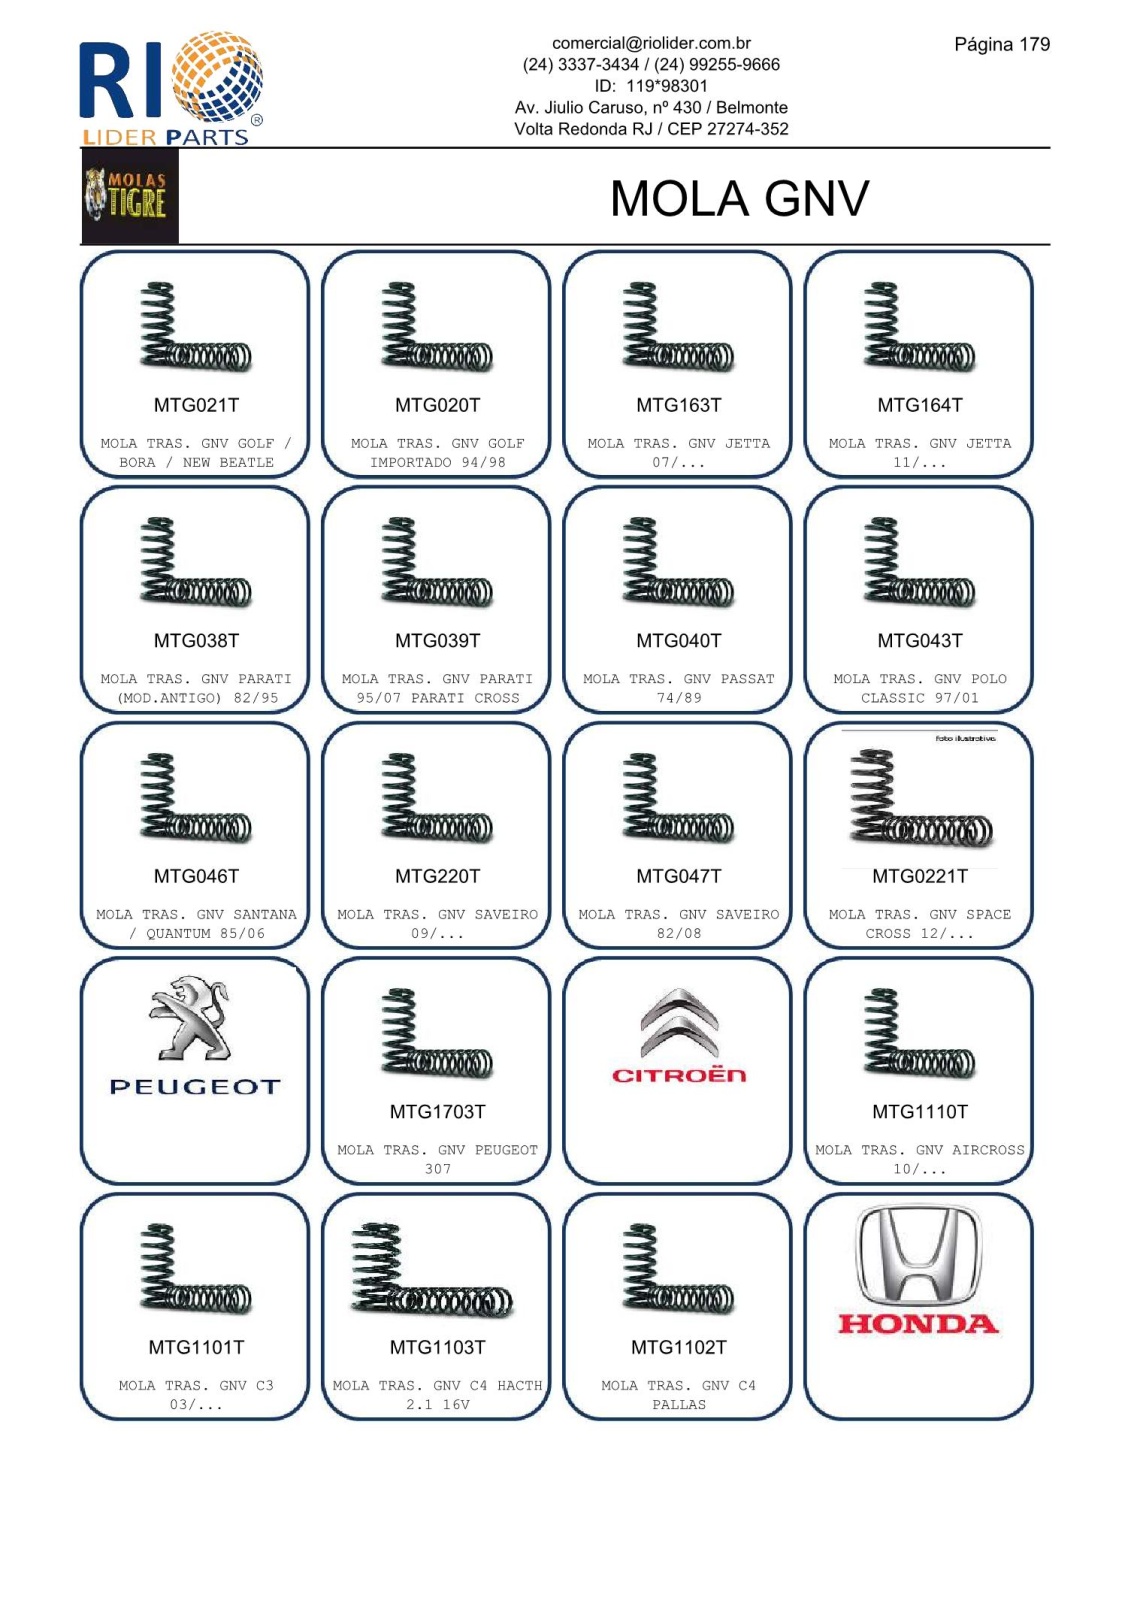 RIO
®
LIDER PARTS
comercial@riolider.com.br
(24) 3337-3434 / (24) 99255-9666
ID:  119*98301
Av. Jiulio Caruso, nº 430 / Belmonte
Volta Redonda RJ / CEP 27274-352
Página 179
MOLAS
TIGRE
MOLA GNV
MTG021T
MOLA TRAS. GNV GOLF /
BORA / NEW BEATLE
MTG020T
MOLA TRAS. GNV GOLF
IMPORTADO 94/98
MTG163T
MOLA TRAS. GNV JETTA
07/...
MTG164T
MOLA TRAS. GNV JETTA
11/...
MTG038T
MOLA TRAS. GNV PARATI
(MOD.ANTIGO) 82/95
MTG039T
MOLA TRAS. GNV PARATI
95/07 PARATI CROSS
MTG040T
MOLA TRAS. GNV PASSAT
74/89
MTG043T
MOLA TRAS. GNV POLO
CLASSIC 97/01
MTG046T
MOLA TRAS. GNV SANTANA
/ QUANTUM 85/06
MTG220T
MOLA TRAS. GNV SAVEIRO
09/...
MTG047T
MOLA TRAS. GNV SAVEIRO
82/08
foto ilustrativa
MTG0221T
MOLA TRAS. GNV SPACE
CROSS 12/...
PEUGEOT
MTG1703T
MOLA TRAS. GNV PEUGEOT
307
CITROËN
MTG1110T
MOLA TRAS. GNV AIRCROSS
10/...
MTG1101T
MOLA TRAS. GNV C3
03/...
MTG1103T
MOLA TRAS. GNV C4 HACTH
2.1 16V
MTG1102T
MOLA TRAS. GNV C4
PALLAS
HONDA